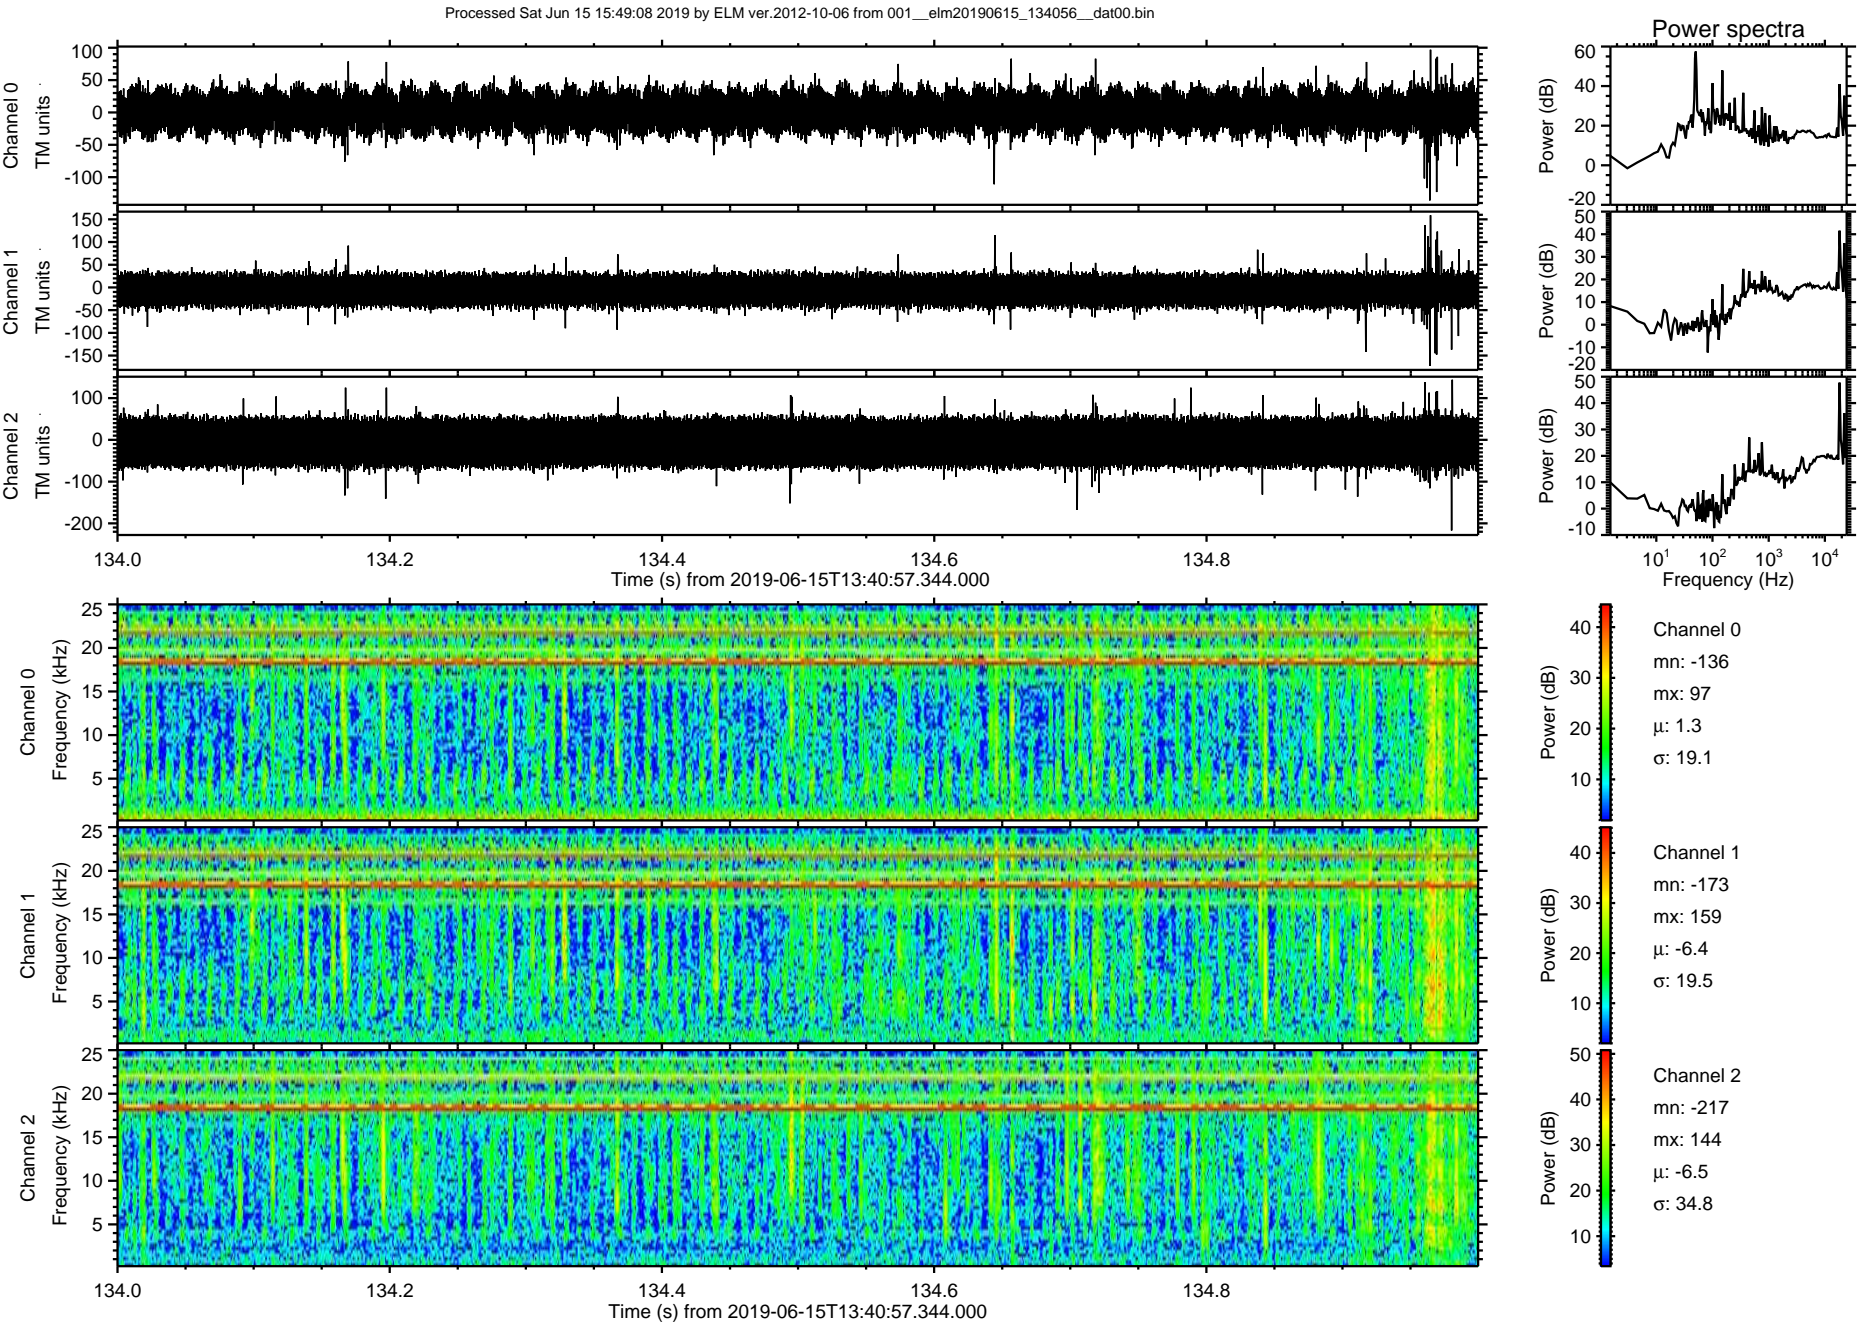 Processed Sat Jun 15 15:49:08 2019 by ELM ver.2012-10-06 from 001__elm20190615_134056__dat00.bin
Power spectra
Channel 0
TM units
100
50
0
-50
-100
Power (dB)
60
40
20
0
-20
Channel 1
TM units
150
100
50
0
-50
-100
-150
Power (dB)
50
40
30
20
10
0
-10
-20
Channel 2
TM units
100
0
-100
-200
Power (dB)
50
40
30
20
10
0
-10
134.0 134.2 134.4 134.6 134.8
Time (s) from 2019-06-15T13:40:57.344.000
10¹ 10² 10³ 10⁴
Frequency (Hz)
Channel 0
Frequency (kHz)
25
20
15
10
5
Power (dB)
40
30
20
10
Channel 0
mn: -136
mx: 97
μ: 1.3
σ: 19.1
Channel 1
Frequency (kHz)
25
20
15
10
5
Power (dB)
40
30
20
10
Channel 1
mn: -173
mx: 159
μ: -6.4
σ: 19.5
Channel 2
Frequency (kHz)
25
20
15
10
5
Power (dB)
50
40
30
20
10
Channel 2
mn: -217
mx: 144
μ: -6.5
σ: 34.8
134.0 134.2 134.4 134.6 134.8
Time (s) from 2019-06-15T13:40:57.344.000